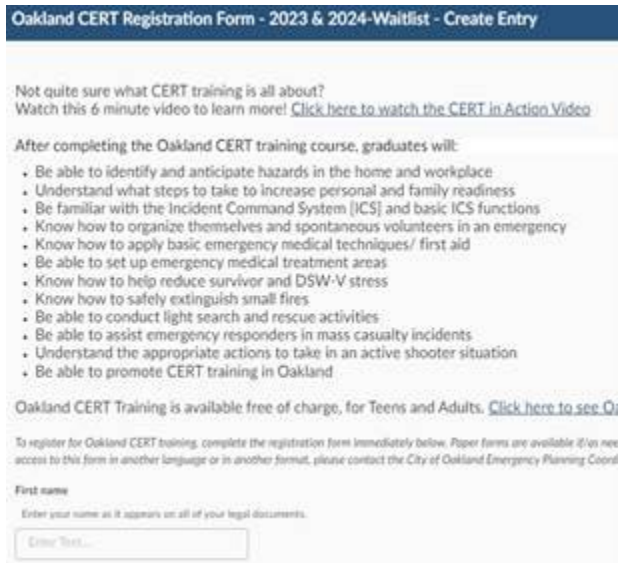 Oakland CERT Registration Form - 2023 & 2024-Waitlist - Create Entry
Not quite sure what CERT training is all about?
Watch this 6 minute video to learn more! Click here to watch the CERT in Action Video
After completing the Oakland CERT training course, graduates will:
• Be able to identify and anticipate hazards in the home and workplace
• Understand what steps to take to increase personal and family readiness
• Be familiar with the Incident Command System [ICS] and basic ICS functions
• Know how to organize themselves and spontaneous volunteers in an emergency
• Know how to apply basic emergency medical techniques/ first aid
• Be able to set up emergency medical treatment areas
• Know how to help reduce survivor and DSW-V stress
• Know how to safely extinguish small fires
• Be able to conduct light search and rescue activities
• Be able to assist emergency responders in mass casualty incidents
• Understand the appropriate actions to take in an active shooter situation
• Be able to promote CERT training in Oakland
Oakland CERT Training is available free of charge, for Teens and Adults. Click here to see
To register for Oakland CERT training, complete the registration form immediately below. Paper forms are available if/as
access to this form in another language or in another format, please contact the City of Oakland Emergency Planning
First name
Enter your name as it appears on all of your legal documents.
Enter Text...